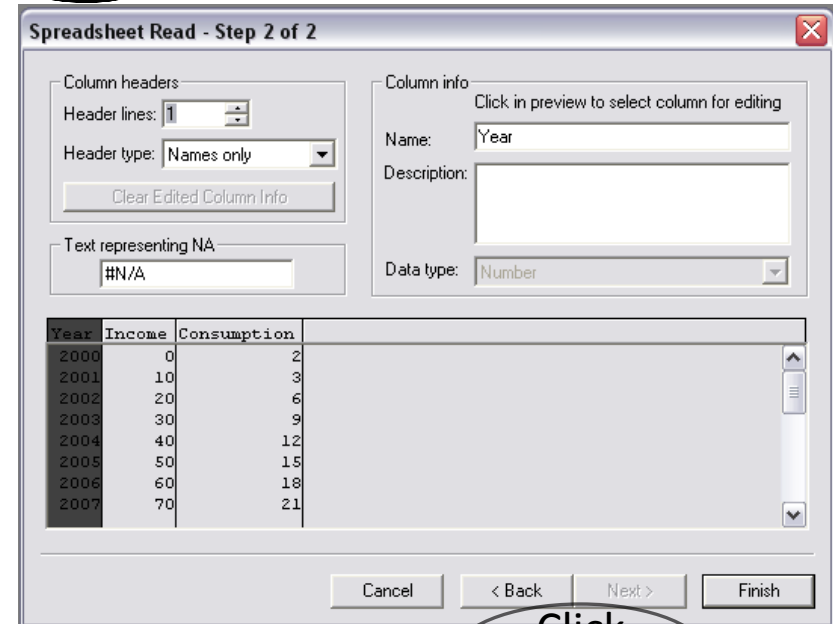 Spreadsheet Read - Step 2 of 2
Column headers
Header lines: 1
Header type: Names only
Clear Edited Column Info
Text representing NA
#N/A
Column info
Click in preview to select column for editing
Name: Year
Description:
Data type: Number
Year Income Consumption
2000 0 2
2001 10 3
2002 20 6
2003 30 9
2004 40 12
2005 50 15
2006 60 18
2007 70 21
Cancel < Back Next > Finish
Click